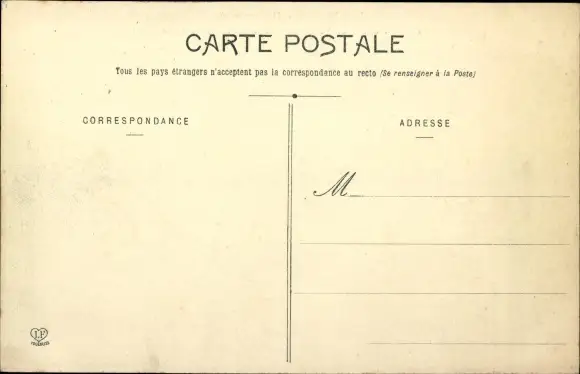 CARTE POSTALE
Tous les pays étrangers n'acceptent pas la correspondance au recto (Se renseigner à la Poste)
CORRESPONDANCE
ADRESSE
M